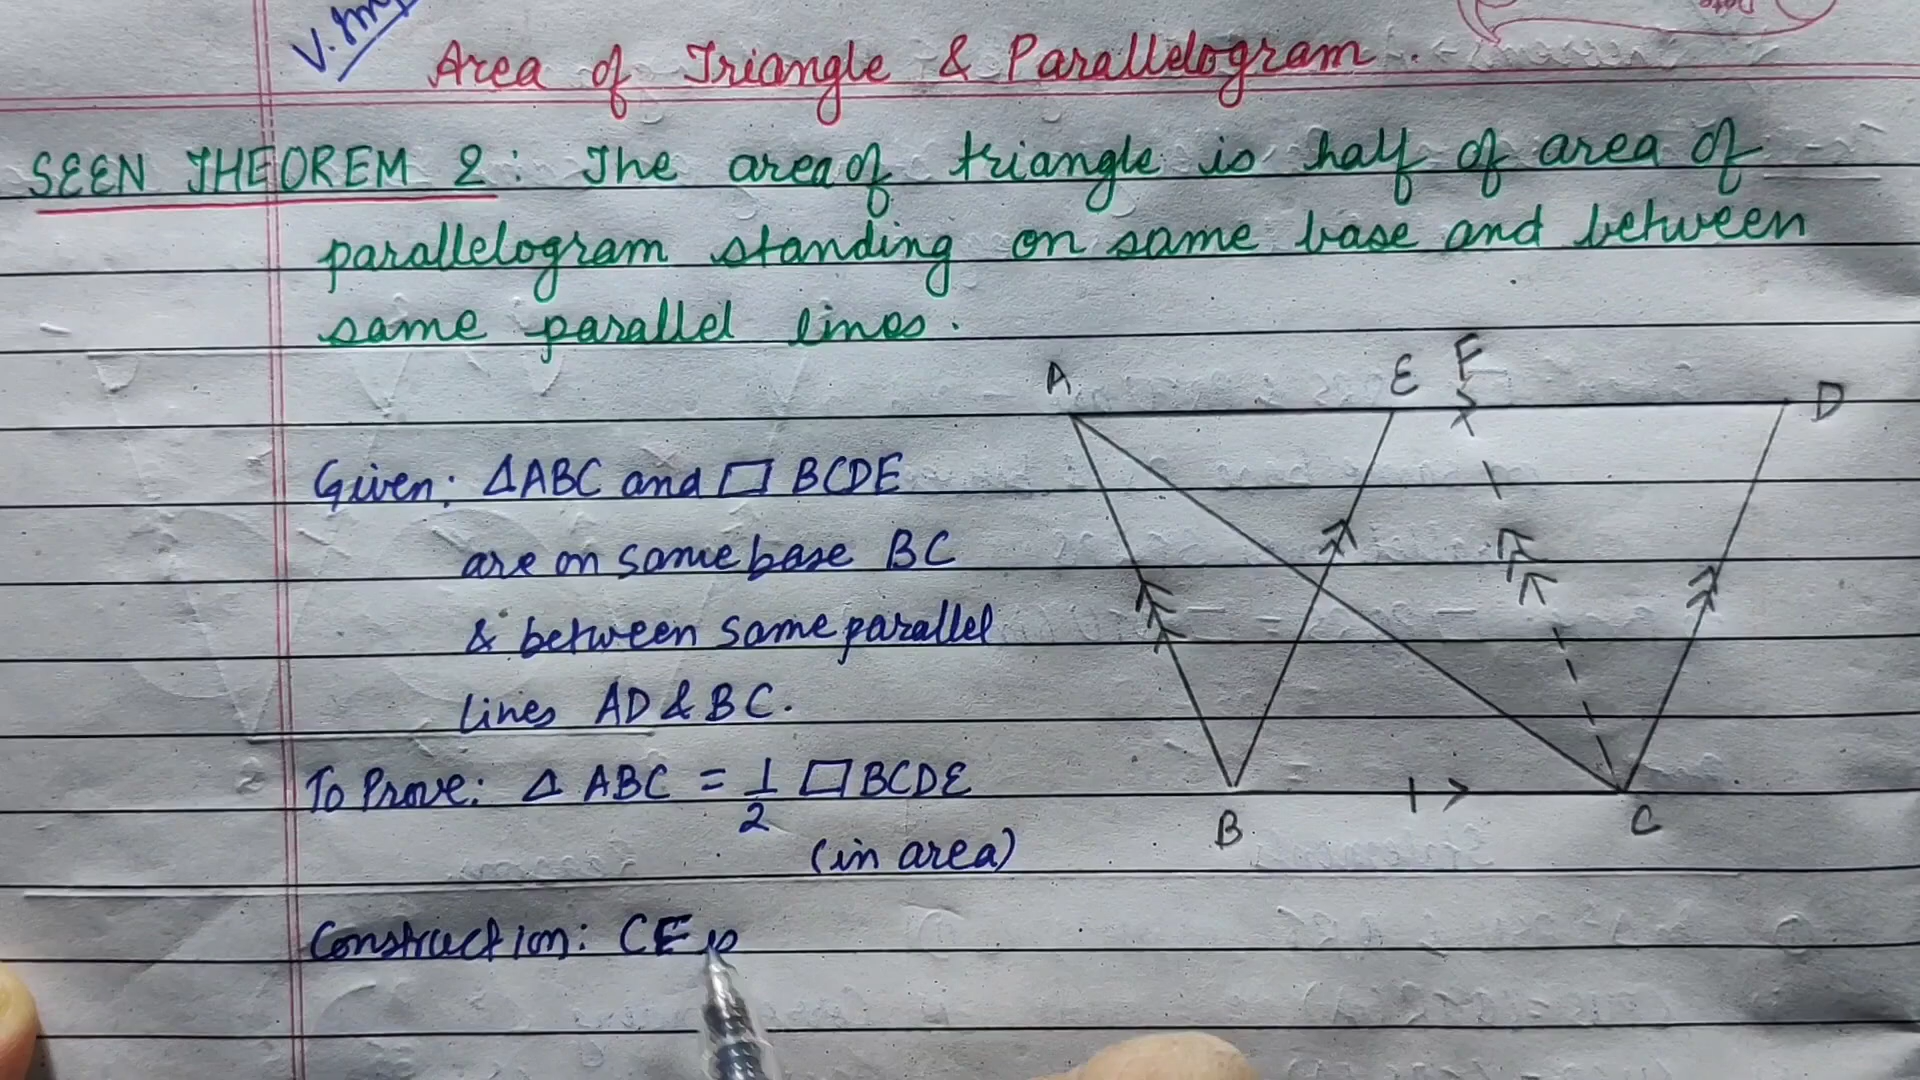 V. Imp
Area of Triangle & Parallelogram.
SEEN THEOREM 2: The area of triangle is half of area of
parallelogram standing on same base and between
same parallel lines.
A E F D
Given: △ABC and ▱ BCDE
are on same base BC
& between same parallel
lines AD & BC.
To Prove: △ ABC = 1/2 ▱BCDE
(in area)
B C
Construction: CF